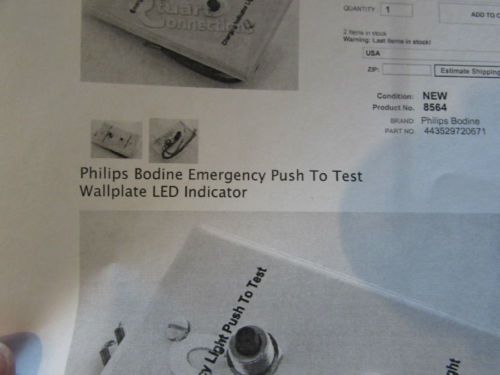 Connection
QUANTITY: 1
ADD TO C
2 Items in stock
Warning: Last items in stock!
USA
ZIP:
Estimate Shipping
Condition: NEW
Product No. 8564
BRAND Philips Bodine
PART NO. 443529720671
Philips Bodine Emergency Push To Test
Wallplate LED Indicator
y Light Push To Test
ght